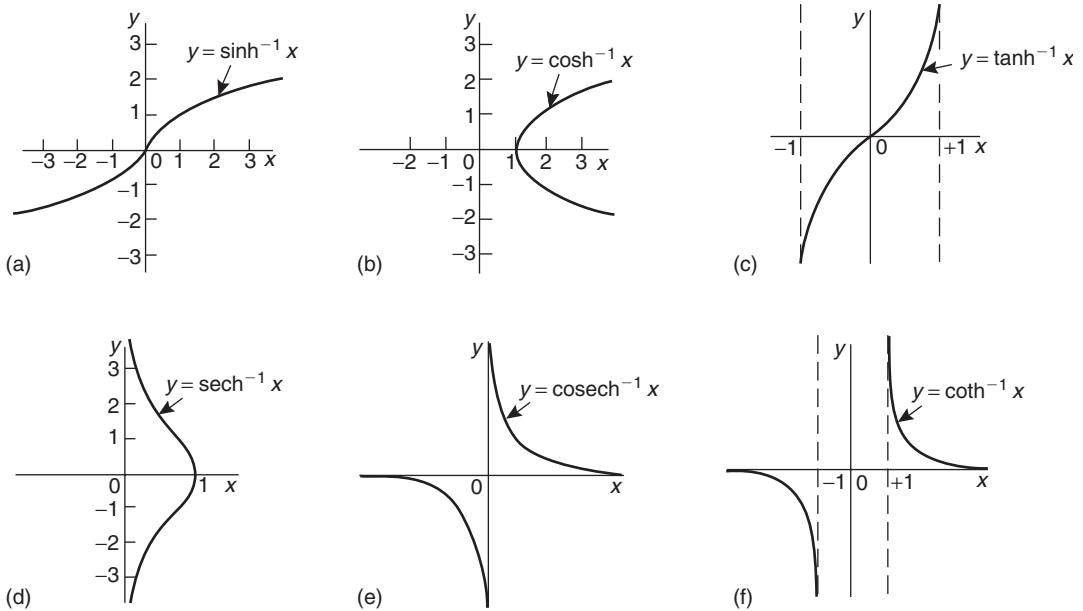 y
3
2
1
y = sinh⁻¹ x
−3 −2 −1 0 1 2 3 x
−1
−2
−3
(a)
y
3
2
1
y = cosh⁻¹ x
−2 −1 0 1 2 3 x
−1
−2
−3
(b)
y
y = tanh⁻¹ x
−1 0 +1 x
(c)
y
3
2
1
y = sech⁻¹ x
0 1 x
−1
−2
−3
(d)
y
y = cosech⁻¹ x
0 x
(e)
y
y = coth⁻¹ x
−1 0 +1 x
(f)